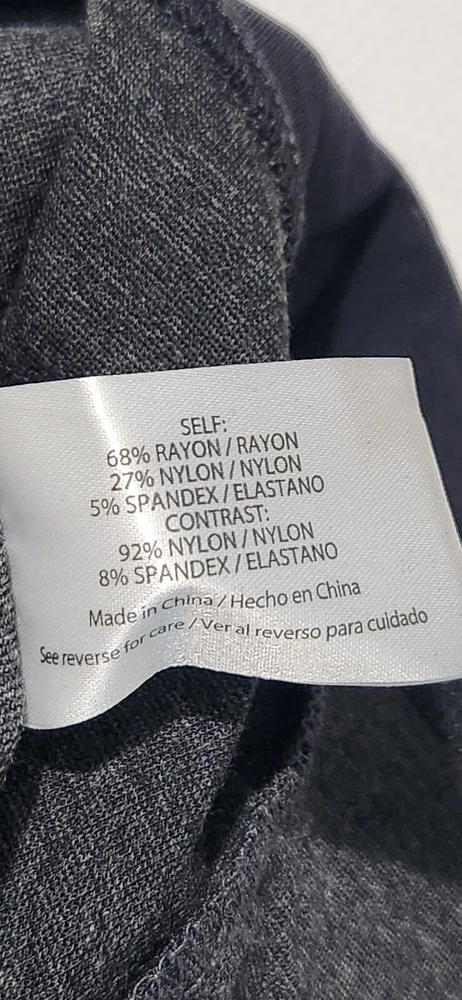 SELF:
68% RAYON / RAYON
27% NYLON / NYLON
5% SPANDEX / ELASTANO
CONTRAST:
92% NYLON / NYLON
8% SPANDEX / ELASTANO
Made in China / Hecho en China
See reverse for care / Ver al reverso para cuidado